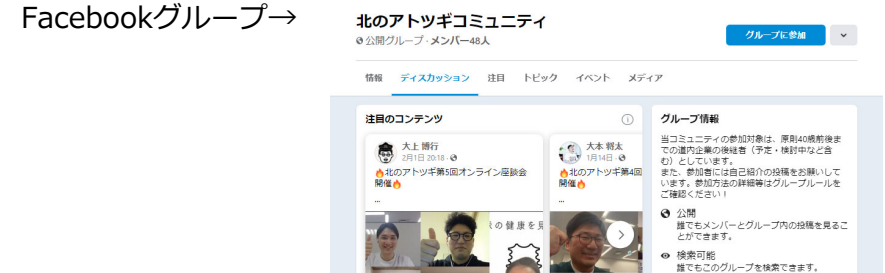 Facebookグループ→
北のアトツギコミュニティ
公開グループ・メンバー48人
グループに参加
情報 ディスカッション 注目 トピック イベント メディア
注目のコンテンツ
大上 博行
2月1日 20:18
🔥北のアトツギ第5回オンライン座談会
開催🔥
...
大本 将太
1月14日
🔥北のアトツギ第4回
開催🔥
...
の健康を見
グループ情報
当コミュニティの参加対象は、原則40歳前後ま
での道内企業の後継者（予定・検討中など含
む）としています。
また、参加者には自己紹介の投稿をお願いして
います。参加方法の詳細等はグループルールを
ご確認ください！
公開
誰でもメンバーとグループ内の投稿を見るこ
とができます。
検索可能
誰でもこのグループを検索できます。